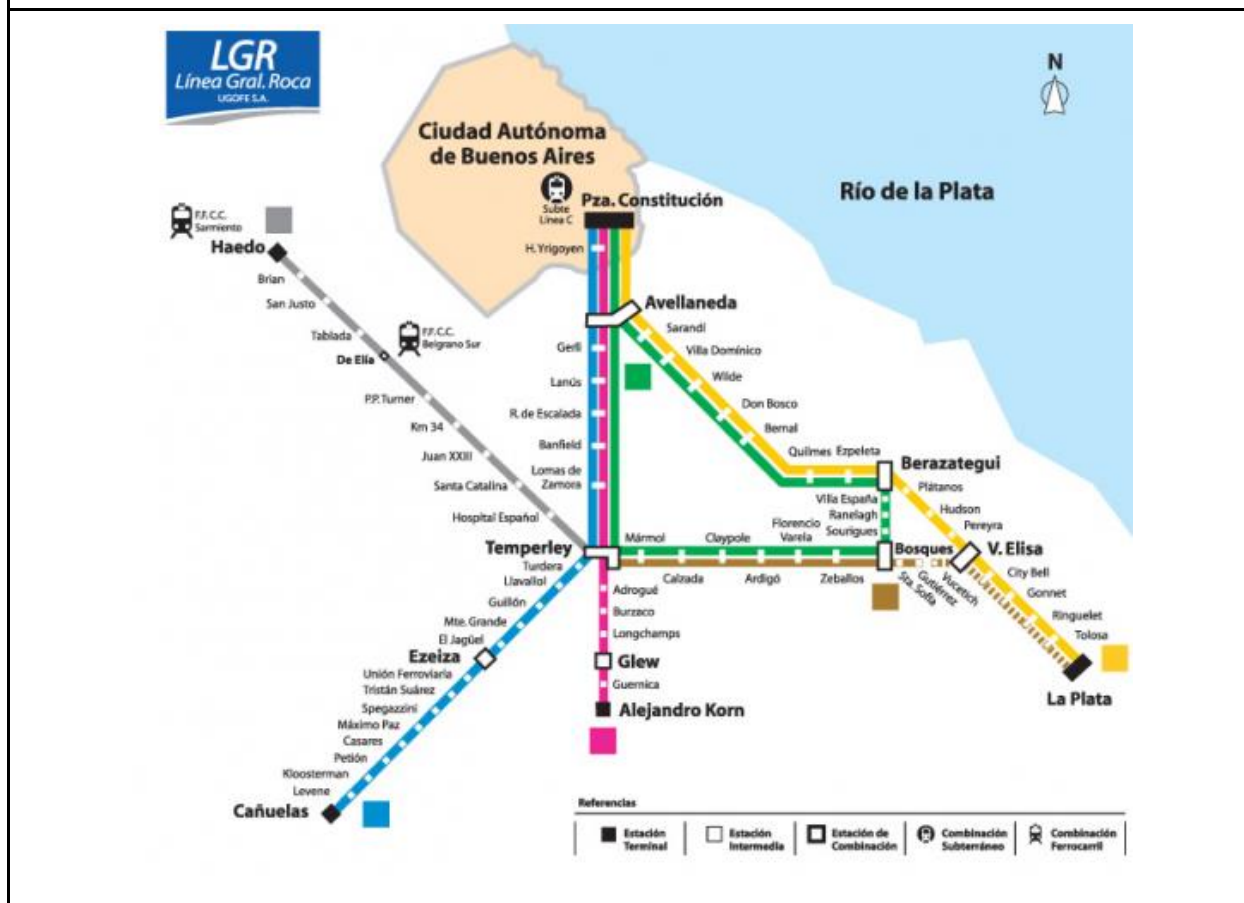 LGR
Línea Gral. Roca
UGOFE S.A.
N
Ciudad Autónoma
de Buenos Aires
Río de la Plata
Subte
Línea C
Pza. Constitución
F.F.C.C.
Sarmiento
Haedo
H. Yrigoyen
Brian
San Justo
Avellaneda
Tablada
Sarandí
F.F.C.C.
Belgrano Sur
De Elía
Gerli
Villa Domínico
Wilde
Lanús
P.P. Turner
Don Bosco
R. de Escalada
Km 34
Bernal
Banfield
Juan XXIII
Quilmes
Ezpeleta
Berazategui
Lomas de
Zamora
Santa Catalina
Plátanos
Villa España
Hudson
Hospital Español
Ranelagh
Florencio
Varela
Sourigues
Pereyra
Temperley
Mármol
Claypole
Bosques
V. Elisa
Turdera
Calzada
Ardigó
Zeballos
Sta. Sofía
Gutiérrez
Vucetich
City Bell
Llavallol
Adrogué
Gonnet
Guillón
Burzaco
Ringuelet
Mte. Grande
Longchamps
Tolosa
El Jagüel
Ezeiza
Glew
Unión Ferroviaria
Guernica
Tristán Suárez
La Plata
Spegazzini
Alejandro Korn
Máximo Paz
Casares
Petión
Kloosterman
Levene
Cañuelas
Referencias
Estación
Terminal
Estación
Intermedia
Estación de
Combinación
Combinación
Subterráneo
Combinación
Ferrocarril